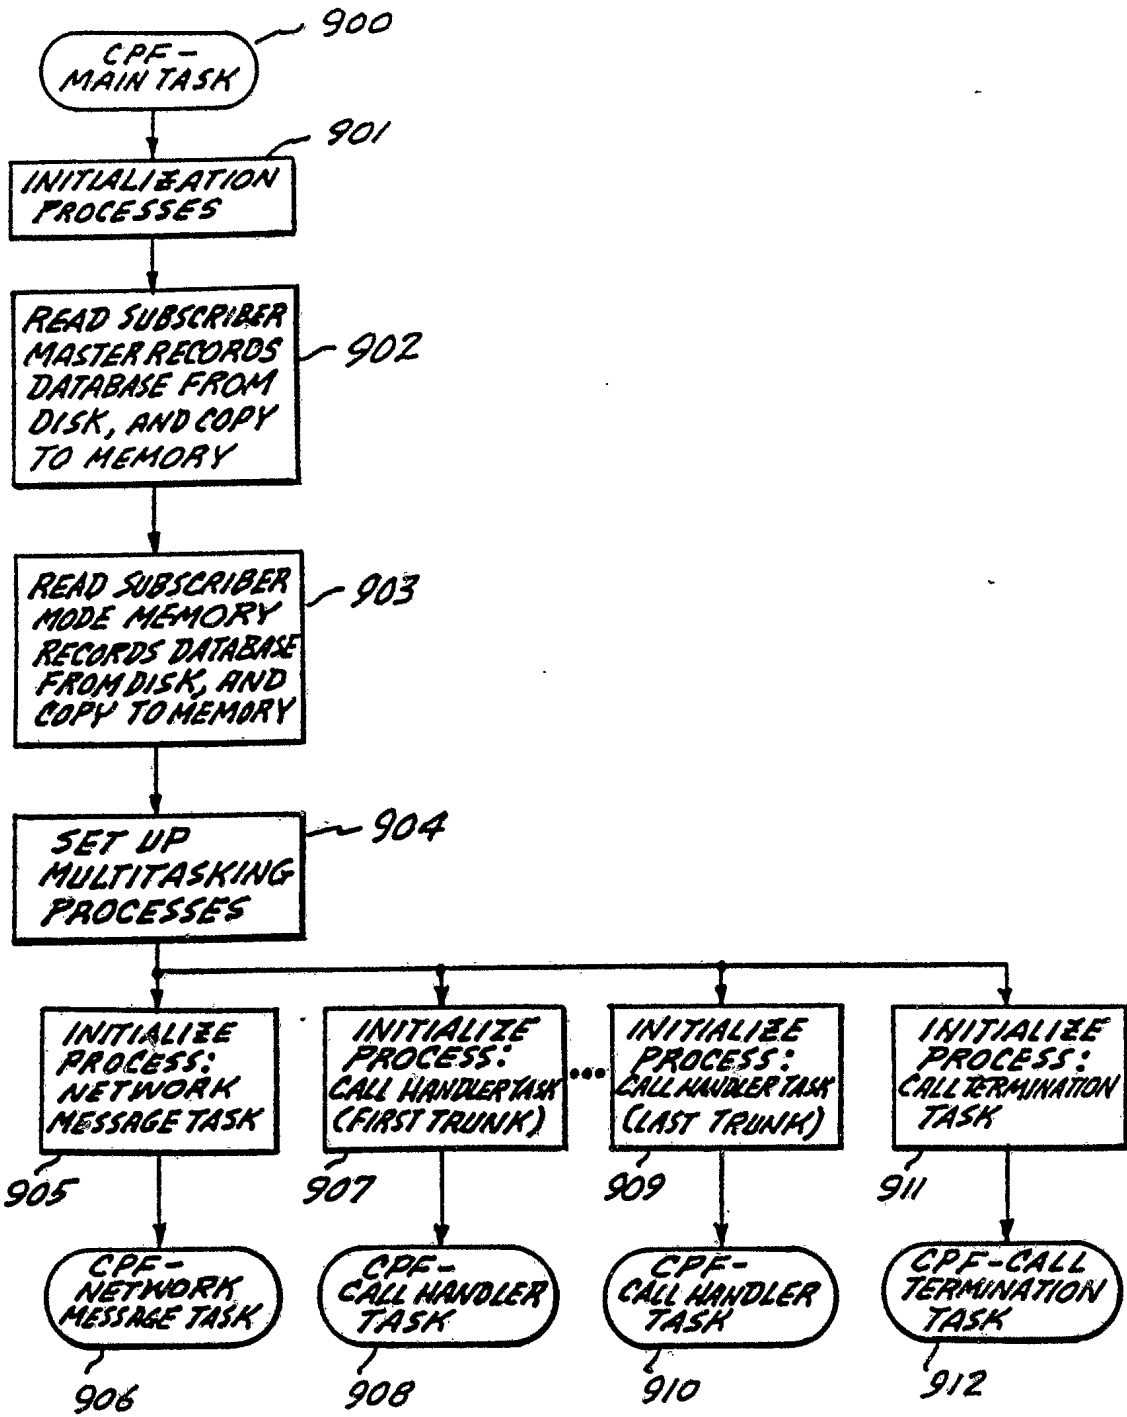 900
CPF-
MAIN TASK
901
INITIALIZATION
PROCESSES
READ SUBSCRIBER
MASTER RECORDS
DATABASE FROM
DISK, AND COPY
TO MEMORY
902
READ SUBSCRIBER
MODE MEMORY
RECORDS DATABASE
FROM DISK, AND
COPY TO MEMORY
903
SET UP
MULTITASKING
PROCESSES
904
INITIALIZE
PROCESS:
NETWORK
MESSAGE TASK
905
INITIALIZE
PROCESS:
CALL HANDLER TASK
(FIRST TRUNK)
907
•••
INITIALIZE
PROCESS:
CALL HANDLER TASK
(LAST TRUNK)
909
INITIALIZE
PROCESS:
CALL TERMINATION
TASK
911
CPF-
NETWORK
MESSAGE TASK
906
CPF-
CALL HANDLER
TASK
908
CPF-
CALL HANDLER
TASK
910
CPF-CALL
TERMINATION
TASK
912